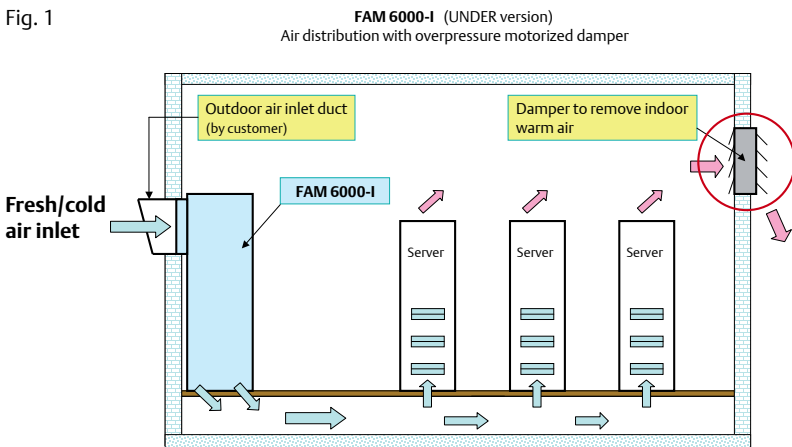 Fig. 1
FAM 6000-I (UNDER version)
Air distribution with overpressure motorized damper
Outdoor air inlet duct
(by customer)
Damper to remove indoor
warm air
FAM 6000-I
Fresh/cold
air inlet
Server
Server
Server